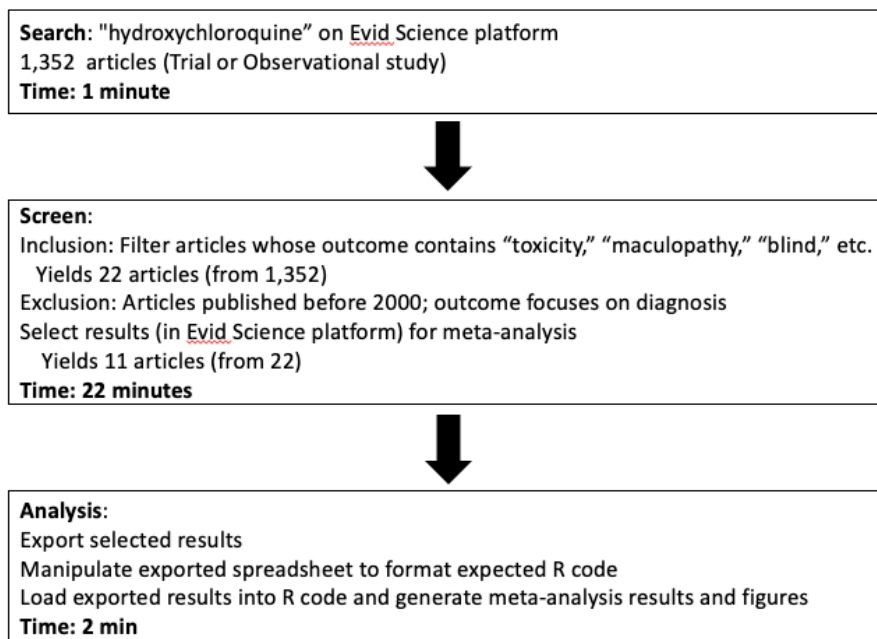 Search: "hydroxychloroquine” on Evid Science platform
1,352 articles (Trial or Observational study)
Time: 1 minute
Screen:
Inclusion: Filter articles whose outcome contains “toxicity,” “maculopathy,” “blind,” etc.
Yields 22 articles (from 1,352)
Exclusion: Articles published before 2000; outcome focuses on diagnosis
Select results (in Evid Science platform) for meta-analysis
Yields 11 articles (from 22)
Time: 22 minutes
Analysis:
Export selected results
Manipulate exported spreadsheet to format expected R code
Load exported results into R code and generate meta-analysis results and figures
Time: 2 min